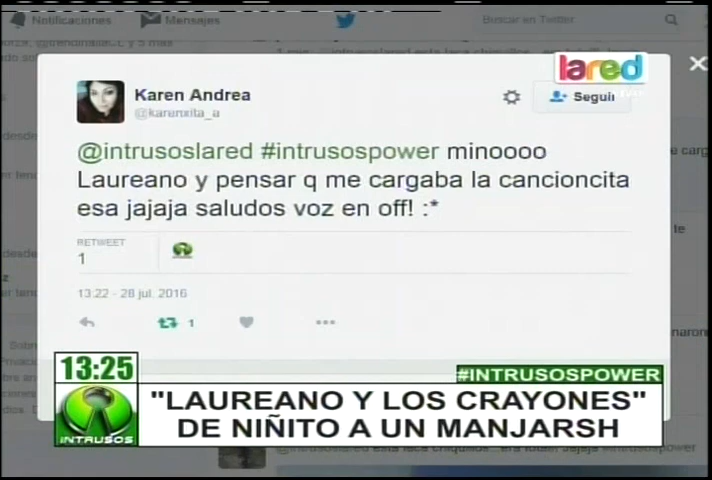 Notificaciones
Mensajes
Buscar en Twitter
lared
Karen Andrea
@karenxita_a
Seguir
@intrusoslared #intrusospower minoooo
Laureano y pensar q me cargaba la cancioncita
esa jajaja saludos voz en off! :*
RETWEET
1
13:22 - 28 jul. 2016
1
13:25
#INTRUSOSPOWER
"LAUREANO Y LOS CRAYONES"
DE NIÑITO A UN MANJARSH
INTRUSOS